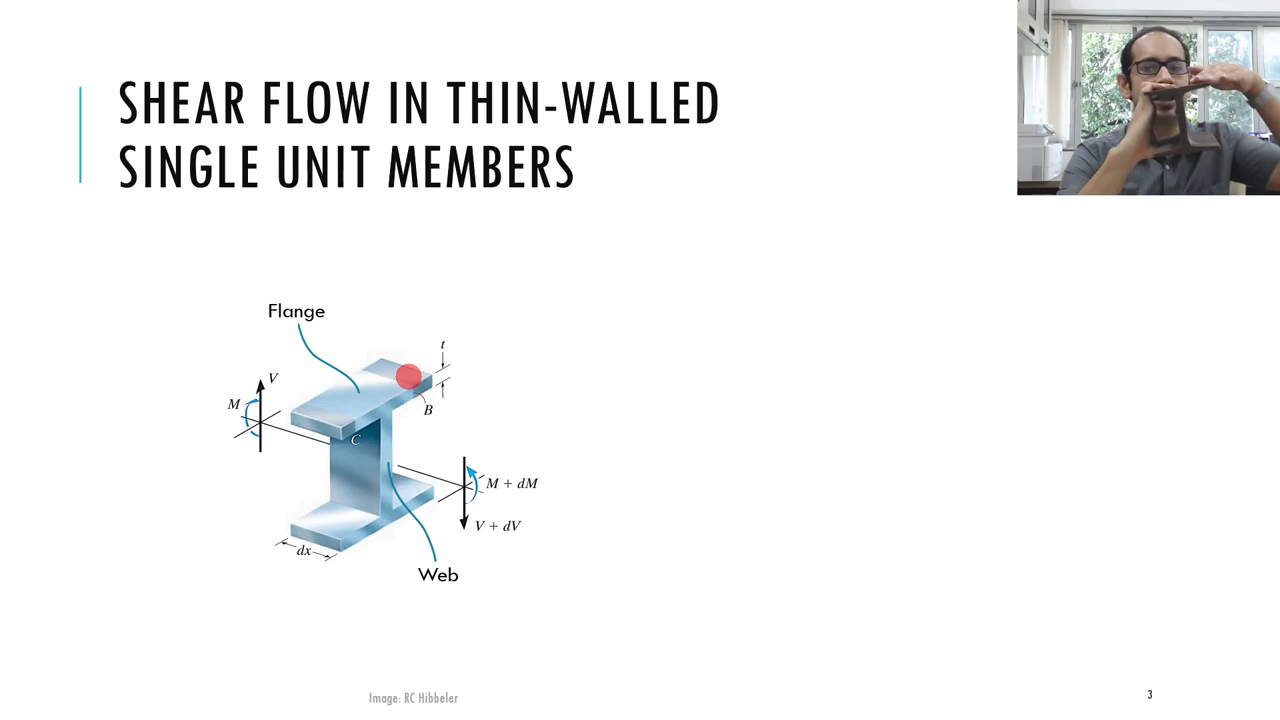 SHEAR FLOW IN THIN-WALLED
SINGLE UNIT MEMBERS
Flange
t
V
M
B
C
M + dM
V + dV
dx
Web
Image: RC Hibbeler
3